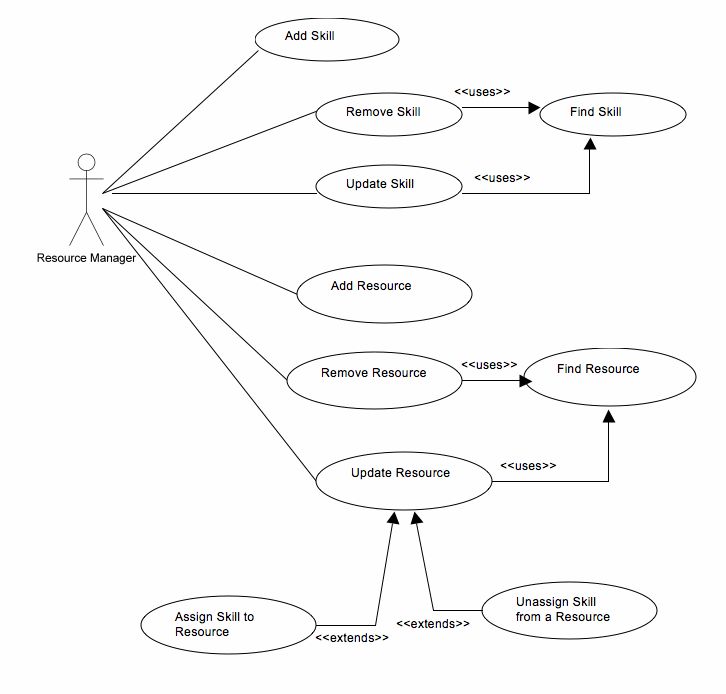 Add Skill
<<uses>>
Remove Skill
Find Skill
Update Skill
<<uses>>
Resource Manager
Add Resource
<<uses>>
Remove Resource
Find Resource
Update Resource
<<uses>>
Assign Skill to
Resource
<<extends>>
<<extends>>
Unassign Skill
from a Resource